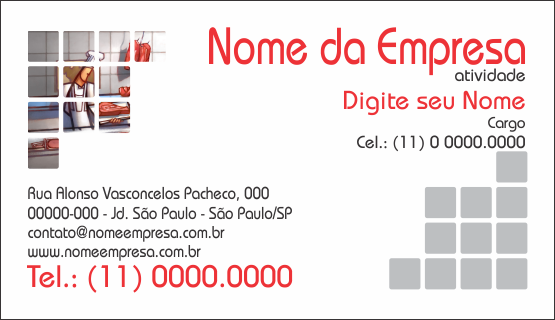 Nome da Empresa
atividade
Digite seu Nome
Cargo
Cel.: (11) 0 0000.0000
Rua Alonso Vasconcelos Pacheco, 000
00000-000 - Jd. São Paulo - São Paulo/SP
contato@nomeempresa.com.br
www.nomeempresa.com.br
Tel.: (11) 0000.0000